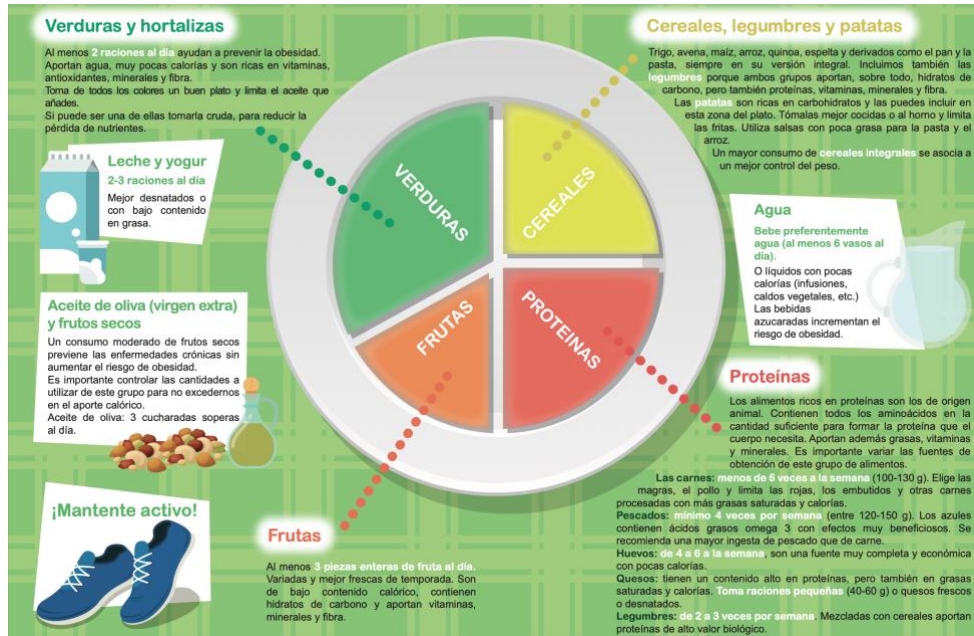 Verduras y hortalizas
Al menos 2 raciones al día ayudan a prevenir la obesidad.
Aportan agua, muy pocas calorías y son ricas en vitaminas,
antioxidantes, minerales y fibra.
Toma de todos los colores un buen plato y limita el aceite que
añades.
Si puede ser una de ellas tomarla cruda, para reducir la
pérdida de nutrientes.
Leche y yogur
2-3 raciones al día
Mejor desnatados o
con bajo contenido
en grasa.
Aceite de oliva (virgen extra)
y frutos secos
Un consumo moderado de frutos secos
previene las enfermedades crónicas sin
aumentar el riesgo de obesidad.
Es importante controlar las cantidades a
utilizar de este grupo para no excedernos
en el aporte calórico.
Aceite de oliva: 3 cucharadas soperas
al día.
¡Mantente activo!
VERDURAS
CEREALES
FRUTAS
PROTEINAS
Frutas
Al menos 3 piezas enteras de fruta al día.
Variadas y mejor frescas de temporada. Son
de bajo contenido calórico, contienen
hidratos de carbono y aportan vitaminas,
minerales y fibra.
Cereales, legumbres y patatas
Trigo, avena, maíz, arroz, quinoa, espelta y derivados como el pan y la
pasta, siempre en su versión integral. Incluimos también las
legumbres porque ambos grupos aportan, sobre todo, hidratos de
carbono, pero también proteínas, vitaminas, minerales y fibra.
Las patatas son ricas en carbohidratos y las puedes incluir en
esta zona del plato. Tómalas mejor cocidas o al horno y limita
las fritas. Utiliza salsas con poca grasa para la pasta y el
arroz.
Un mayor consumo de cereales integrales se asocia a
un mejor control del peso.
Agua
Bebe preferentemente
agua (al menos 6 vasos al
día).
O líquidos con pocas
calorías (infusiones,
caldos vegetales, etc.)
Las bebidas
azucaradas incrementan el
riesgo de obesidad.
Proteínas
Los alimentos ricos en proteínas son los de origen
animal. Contienen todos los aminoácidos en la
cantidad suficiente para formar la proteína que el
cuerpo necesita. Aportan además grasas, vitaminas
y minerales. Es importante variar las fuentes de
obtención de este grupo de alimentos.
Las carnes: menos de 6 veces a la semana (100-130 g). Elige las
magras, el pollo y limita las rojas, los embutidos y otras carnes
procesadas con más grasas saturadas y calorías.
Pescados: mínimo 4 veces por semana (entre 120-150 g). Los azules
contienen ácidos grasos omega 3 con efectos muy beneficiosos. Se
recomienda una mayor ingesta de pescado que de carne.
Huevos: de 4 a 6 a la semana, son una fuente muy completa y económica
con pocas calorías.
Quesos: tienen un contenido alto en proteínas, pero también en grasas
saturadas y calorías. Toma raciones pequeñas (40-60 g) o quesos frescos
o desnatados.
Legumbres: de 2 a 3 veces por semana. Mezcladas con cereales aportan
proteínas de alto valor biológico.